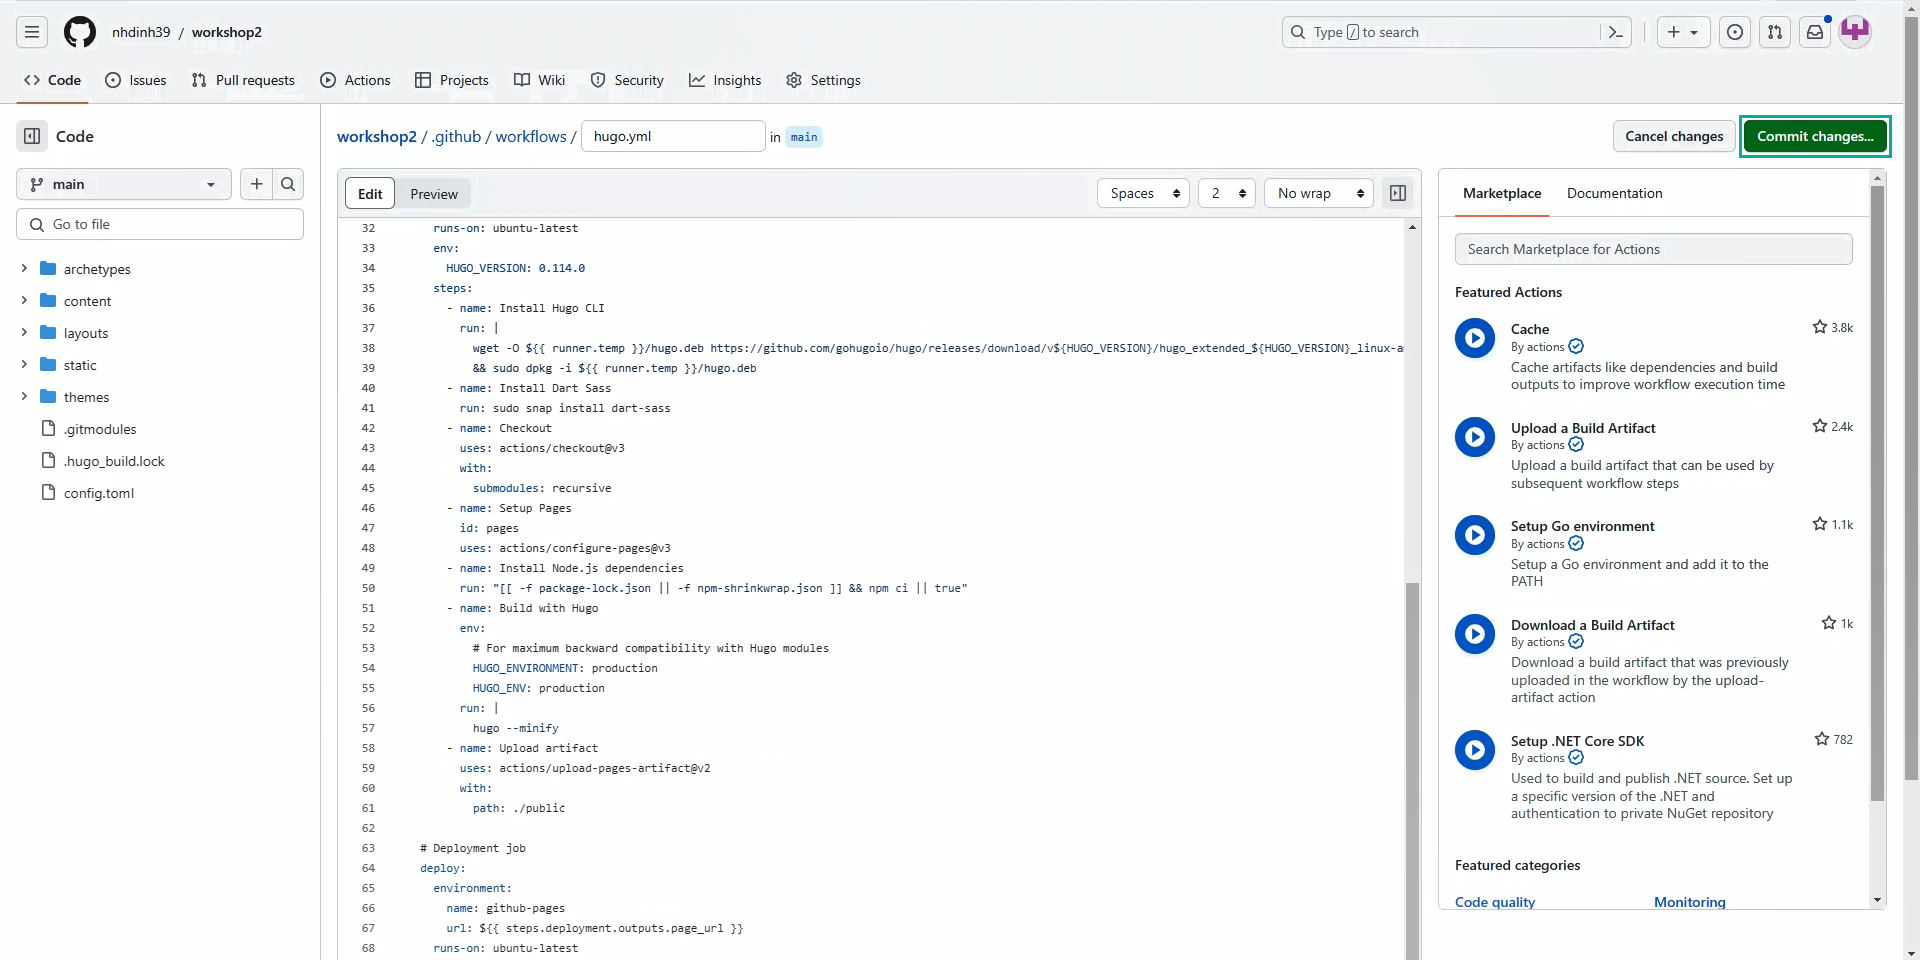 nhdinh39 / workshop2
Type / to search
Code
Issues
Pull requests
Actions
Projects
Wiki
Security
Insights
Settings
Code
main
Go to file
archetypes
content
layouts
static
themes
.gitmodules
.hugo_build.lock
config.toml
workshop2 / .github / workflows / hugo.yml in main
Cancel changes
Commit changes...
Edit
Preview
Spaces
2
No wrap
32 runs-on: ubuntu-latest
33 env:
34 HUGO_VERSION: 0.114.0
35 steps:
36 - name: Install Hugo CLI
37 run: |
38 wget -O ${{ runner.temp }}/hugo.deb https://github.com/gohugoio/hugo/releases/download/v${HUGO_VERSION}/hugo_extended_${HUGO_VERSION}_linux-a
39 && sudo dpkg -i ${{ runner.temp }}/hugo.deb
40 - name: Install Dart Sass
41 run: sudo snap install dart-sass
42 - name: Checkout
43 uses: actions/checkout@v3
44 with:
45 submodules: recursive
46 - name: Setup Pages
47 id: pages
48 uses: actions/configure-pages@v3
49 - name: Install Node.js dependencies
50 run: "[[ -f package-lock.json || -f npm-shrinkwrap.json ]] && npm ci || true"
51 - name: Build with Hugo
52 env:
53 # For maximum backward compatibility with Hugo modules
54 HUGO_ENVIRONMENT: production
55 HUGO_ENV: production
56 run: |
57 hugo --minify
58 - name: Upload artifact
59 uses: actions/upload-pages-artifact@v2
60 with:
61 path: ./public
62
63 # Deployment job
64 deploy:
65 environment:
66 name: github-pages
67 url: ${{ steps.deployment.outputs.page_url }}
68 runs-on: ubuntu-latest
Marketplace
Documentation
Search Marketplace for Actions
Featured Actions
Cache
3.8k
By actions
Cache artifacts like dependencies and build
outputs to improve workflow execution time
Upload a Build Artifact
2.4k
By actions
Upload a build artifact that can be used by
subsequent workflow steps
Setup Go environment
1.1k
By actions
Setup a Go environment and add it to the
PATH
Download a Build Artifact
1k
By actions
Download a build artifact that was previously
uploaded in the workflow by the upload-
artifact action
Setup .NET Core SDK
782
By actions
Used to build and publish .NET source. Set up
a specific version of the .NET and
authentication to private NuGet repository
Featured categories
Code quality
Monitoring